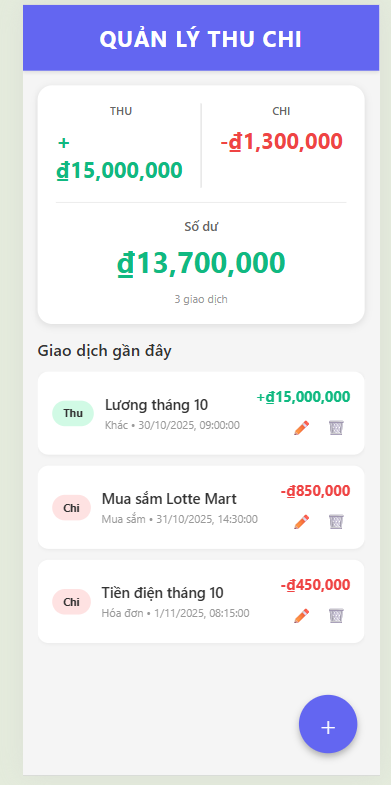 QUẢN LÝ THU CHI
THU
CHI
+
₫15,000,000
-₫1,300,000
Số dư
₫13,700,000
3 giao dịch
Giao dịch gần đây
Thu
Lương tháng 10
+₫15,000,000
Khác • 30/10/2025, 09:00:00
Chi
Mua sắm Lotte Mart
-₫850,000
Mua sắm • 31/10/2025, 14:30:00
Chi
Tiền điện tháng 10
-₫450,000
Hóa đơn • 1/11/2025, 08:15:00
+